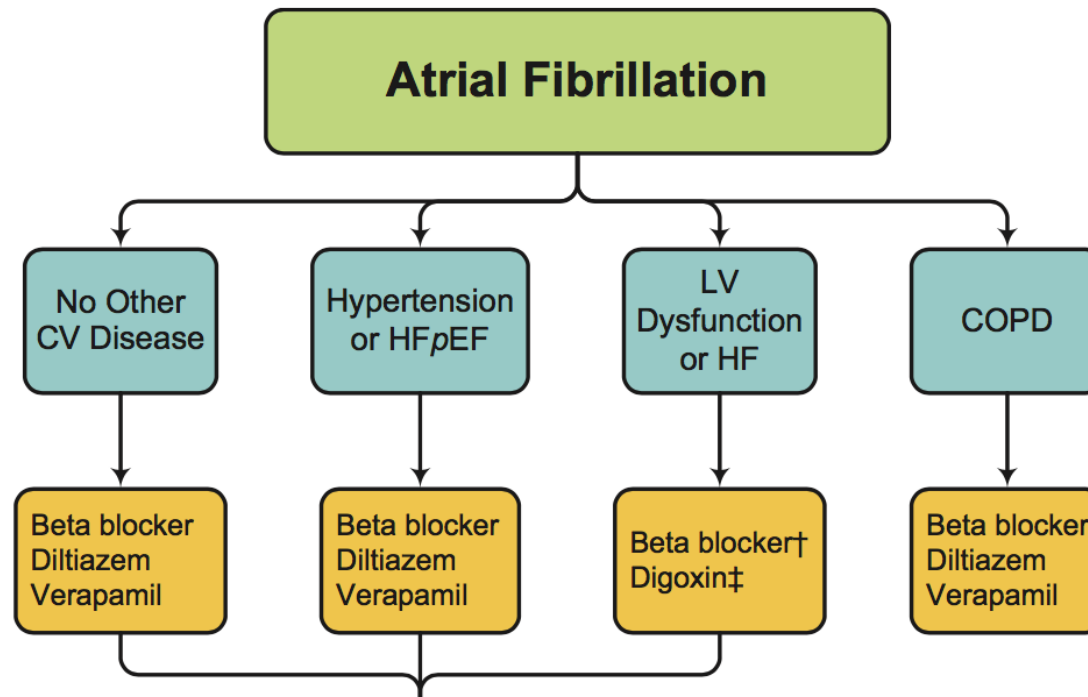 Atrial Fibrillation
No Other
CV Disease
Hypertension
or HFpEF
LV
Dysfunction
or HF
COPD
Beta blocker
Diltiazem
Verapamil
Beta blocker
Diltiazem
Verapamil
Beta blocker†
Digoxin‡
Beta blocker
Diltiazem
Verapamil